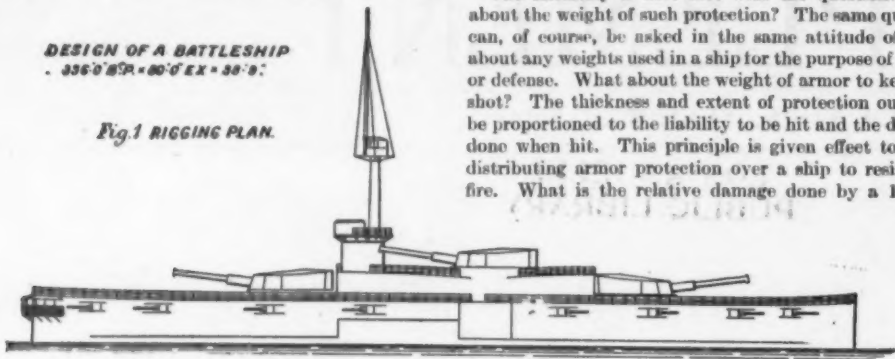 DESIGN OF A BATTLESHIP
Fig.1 RIGGING PLAN.
about the weight of such protection? The same qu
can, of course, be asked in the same attitude of
about any weights used in a ship for the purpose of
or defense. What about the weight of armor to ke
shot? The thickness and extent of protection ou
be proportioned to the liability to be hit and the d
done when hit. This principle is given effect to
distributing armor protection over a ship to resi
fire. What is the relative damage done by a